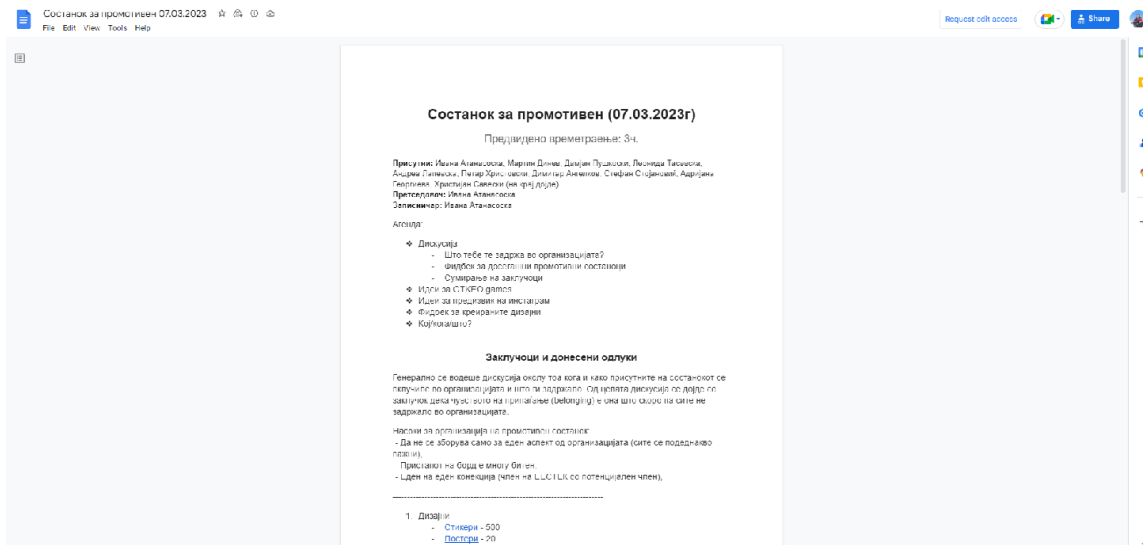 Состанок за промотивен 07.03.2023
File Edit View Tools Help
Request edit access
Share
Состанок за промотивен (07.03.2023г)
Предвидено времетраење: 3ч.
Присутни: Ивана Атанасоска, Мартин Динев, Дамјан Пушкоски, Леонида Тасевска,
Андреа Лапевска, Петар Христовски, Димитар Ангелков, Стефан Стојановиќ, Адријана
Георгиева, Христијан Савески (на крај дојде)
Претседавач: Ивана Атанасоска
Записничар: Ивана Атанасоска
Агенда:
❖ Дискусија
- Што тебе те задржа во организацијата?
- Фидбек за досегашни промотивни состаноци
- Сумирање на заклучоци
❖ Идеи за games
❖ Идеи за предизвик на инстаграм
❖ Фидбек за креираните дизајни
❖ Кој/кога/што?
Заклучоци и донесени одлуки
Генерално се водеше дискусија околу тоа кога и како присутните на состанокот се
вклучиле во организацијата и што ги задржало. Од целата дискусија се дојде со
заклучок дека чувството на припаѓање (belonging) е она што скоро па сите не
задржало во организацијата.
Насоки за организација на промотивен состанок:
- Да не се зборува само за еден аспект од организацијата (сите се подеднакво
важни),
- Пристапот на борд е многу битен,
- Еден на еден конекција (член на ЕЕСТЕК со потенцијален член),
1. Дизајни
- Стикери - 500
- Постери - 20